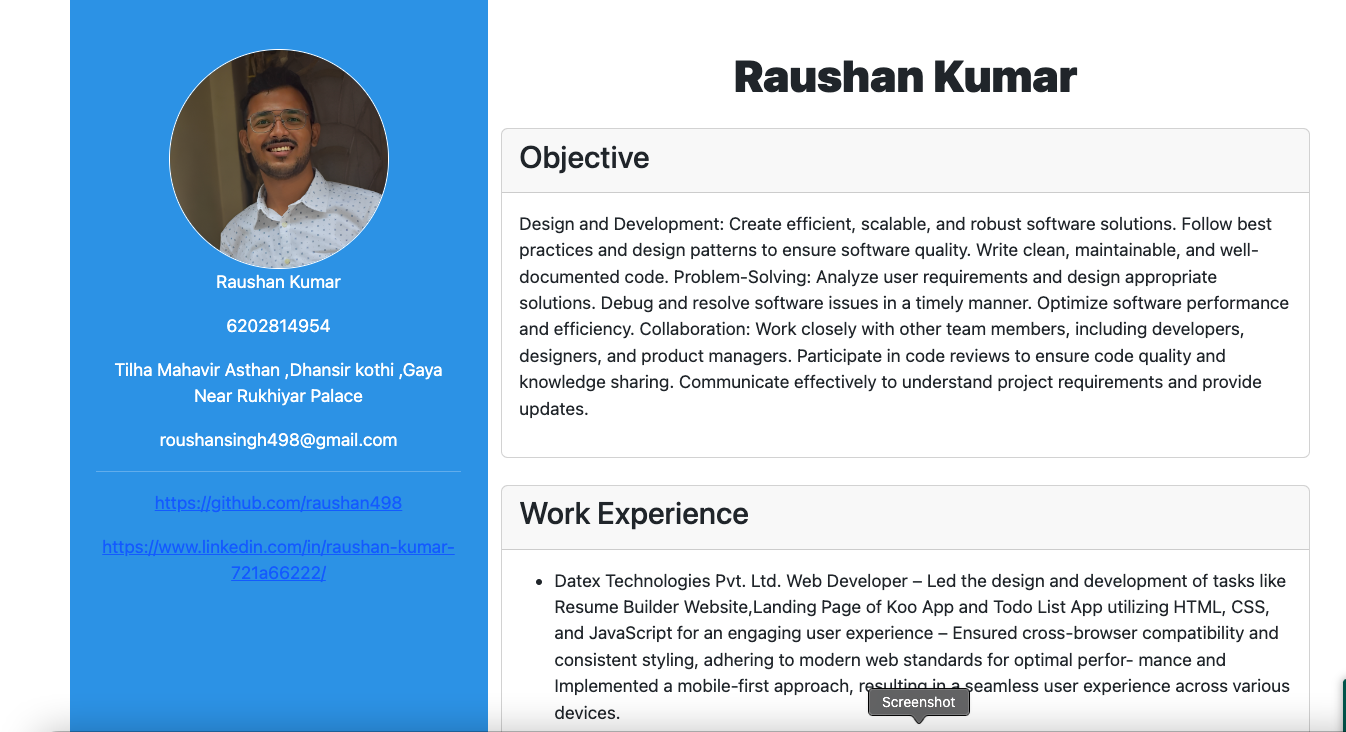 Raushan Kumar
6202814954
Tilha Mahavir Asthan ,Dhansir kothi ,Gaya
Near Rukhiyar Palace
roushansingh498@gmail.com
https://github.com/raushan498
https://www.linkedin.com/in/raushan-kumar-
721a66222/
Raushan Kumar
Objective
Design and Development: Create efficient, scalable, and robust software solutions. Follow best
practices and design patterns to ensure software quality. Write clean, maintainable, and well-
documented code. Problem-Solving: Analyze user requirements and design appropriate
solutions. Debug and resolve software issues in a timely manner. Optimize software performance
and efficiency. Collaboration: Work closely with other team members, including developers,
designers, and product managers. Participate in code reviews to ensure code quality and
knowledge sharing. Communicate effectively to understand project requirements and provide
updates.
Work Experience
• Datex Technologies Pvt. Ltd. Web Developer – Led the design and development of tasks like
Resume Builder Website,Landing Page of Koo App and Todo List App utilizing HTML, CSS,
and JavaScript for an engaging user experience – Ensured cross-browser compatibility and
consistent styling, adhering to modern web standards for optimal perfor- mance and
Implemented a mobile-first approach, resulting in a seamless user experience across various
devices.
Screenshot